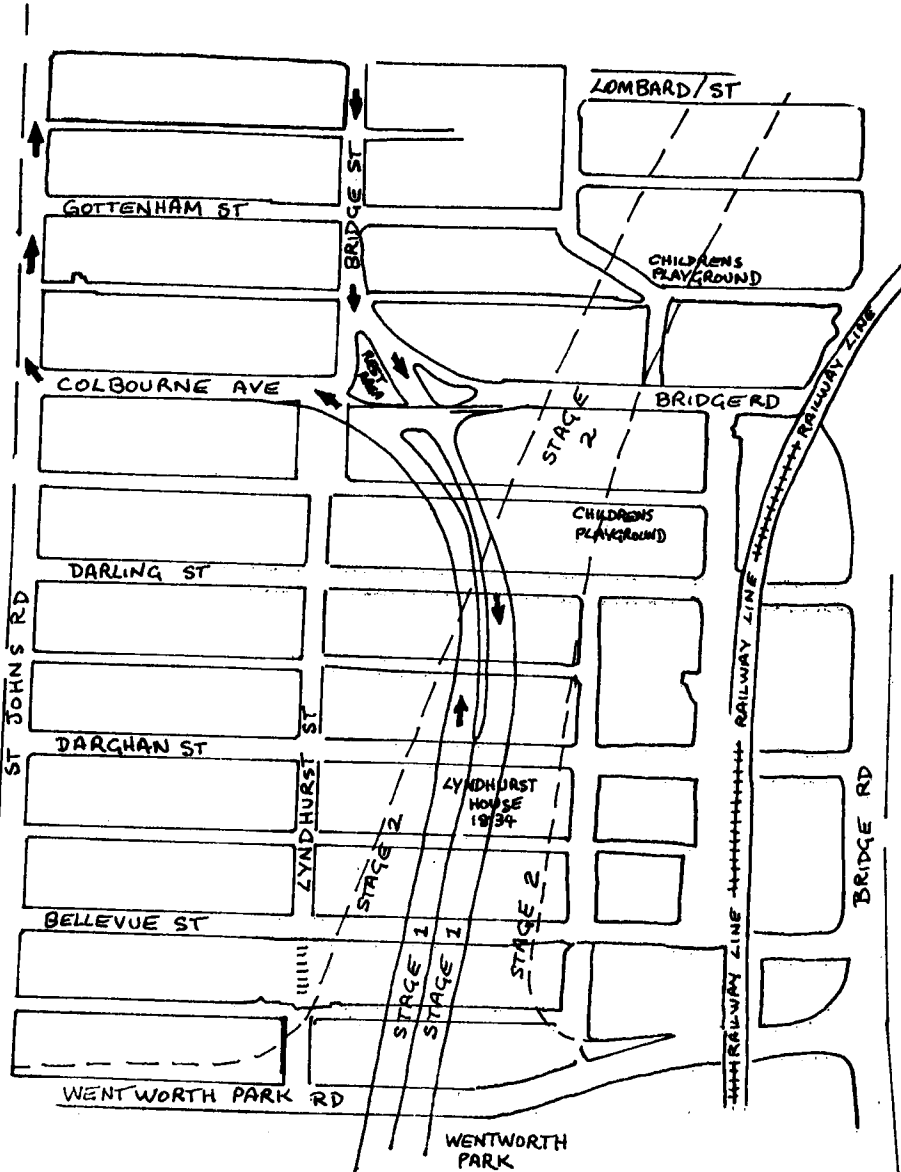 LOMBARD ST
BRIDGE ST
GOTTENHAM ST
CHILDRENS
PLAYGROUND
RAILWAY LINE
REST
AREA
COLBOURNE AVE
BRIDGE RD
STAGE
2
CHILDRENS
PLAYGROUND
DARLING ST
RAILWAY LINE
ST JOHNS RD
DARGHAN ST
LYNDHURST ST
LYNDHURST
HOUSE
1834
BRIDGE RD
STAGE 2
STAGE 2
BELLEVUE ST
STAGE 1
STAGE 1
RAILWAY LINE
WENTWORTH PARK RD
WENTWORTH
PARK